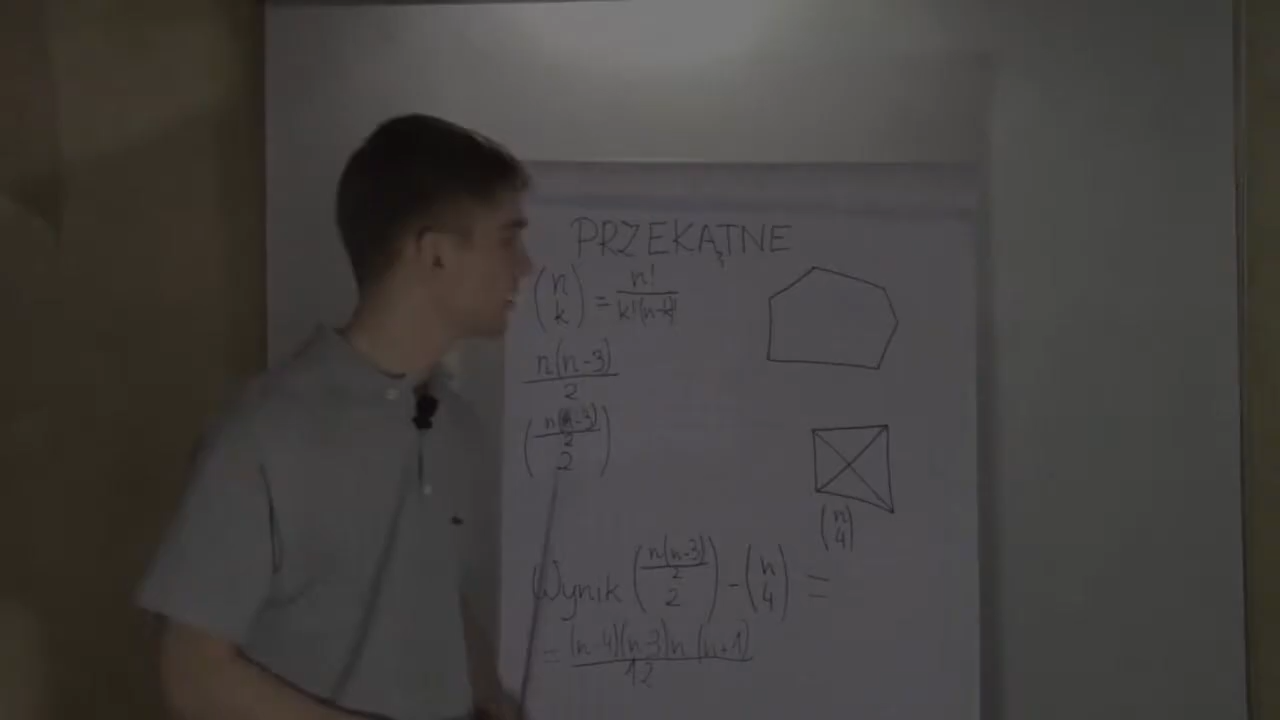 PRZEKĄTNE
(n k) = n! / k!(n-k)!
n(n-3) / 2
(n(n-3)/2 2)
(n 4)
Wynik (n(n-3)/2 2) - (n 4) =
= (n-4)(n-3)n(n+1) / 12